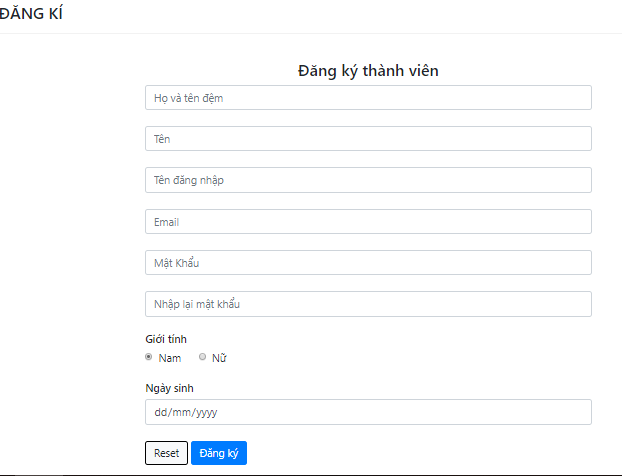 ĐĂNG KÍ
Đăng ký thành viên
Họ và tên đệm
Tên
Tên đăng nhập
Email
Mật Khẩu
Nhập lại mật khẩu
Giới tính
Nam Nữ
Ngày sinh
dd/mm/yyyy
Reset Đăng ký